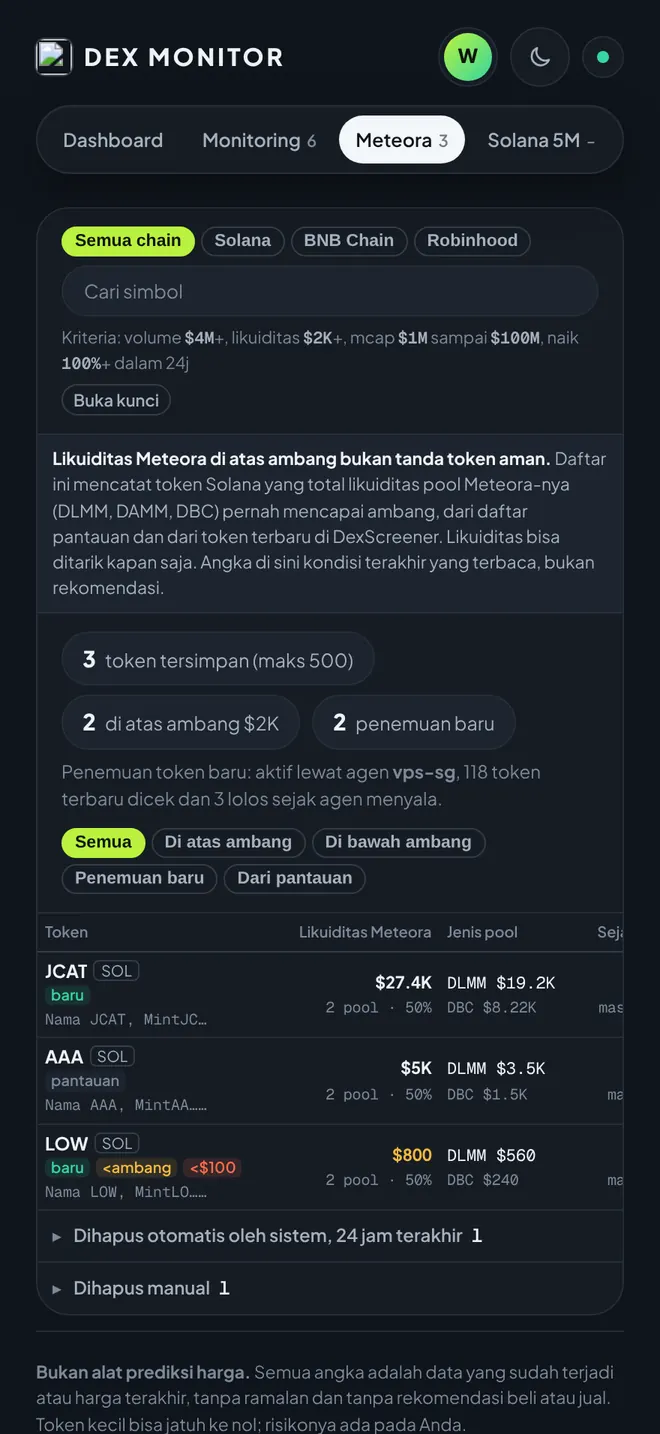 DEX MONITOR
W
Dashboard Monitoring 6 Meteora 3 Solana 5M -
Semua chain Solana BNB Chain Robinhood
Cari simbol
Kriteria: volume $4M+, likuiditas $2K+, mcap $1M sampai $100M, naik
100%+ dalam 24j
Buka kunci
Likuiditas Meteora di atas ambang bukan tanda token aman. Daftar
ini mencatat token Solana yang total likuiditas pool Meteora-nya
(DLMM, DAMM, DBC) pernah mencapai ambang, dari daftar
pantauan dan dari token terbaru di DexScreener. Likuiditas bisa
ditarik kapan saja. Angka di sini kondisi terakhir yang terbaca, bukan
rekomendasi.
3 token tersimpan (maks 500)
2 di atas ambang $2K 2 penemuan baru
Penemuan token baru: aktif lewat agen vps-sg, 118 token
terbaru dicek dan 3 lolos sejak agen menyala.
Semua Di atas ambang Di bawah ambang
Penemuan baru Dari pantauan
Token Likuiditas Meteora Jenis pool Seja
JCAT SOL $27.4K DLMM $19.2K
baru 2 pool · 50% DBC $8.22K mas
Nama JCAT, MintJC…
AAA SOL $5K DLMM $3.5K
pantauan 2 pool · 50% DBC $1.5K ma
Nama AAA, MintAA……
LOW SOL $800 DLMM $560
baru <ambang <$100 2 pool · 50% DBC $240 ma
Nama LOW, MintLO……
▸ Dihapus otomatis oleh sistem, 24 jam terakhir 1
▸ Dihapus manual 1
Bukan alat prediksi harga. Semua angka adalah data yang sudah terjadi
atau harga terakhir, tanpa ramalan dan tanpa rekomendasi beli atau jual.
Token kecil bisa jatuh ke nol; risikonya ada pada Anda.